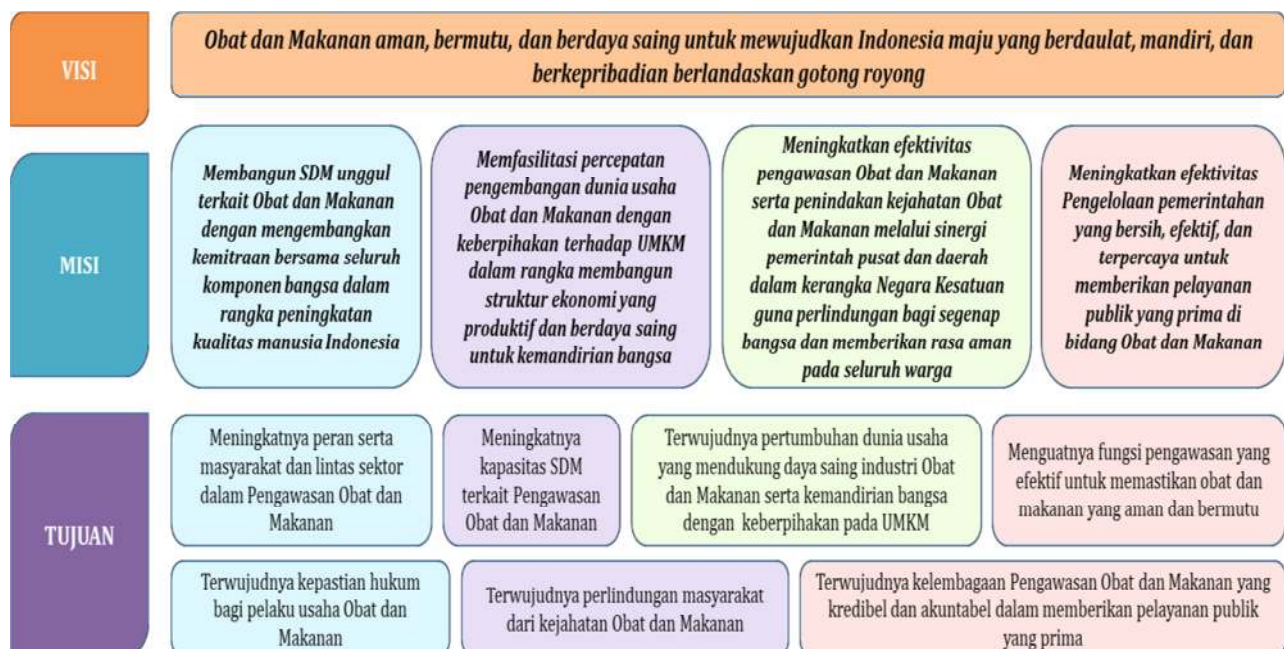 VISI
Obat dan Makanan aman, bermutu, dan berdaya saing untuk mewujudkan Indonesia maju yang berdaulat, mandiri, dan
berkepribadian berlandaskan gotong royong
MISI
Membangun SDM unggul
terkait Obat dan Makanan
dengan mengembangkan
kemitraan bersama seluruh
komponen bangsa dalam
rangka peningkatan
kualitas manusia Indonesia
Memfasilitasi percepatan
pengembangan dunia usaha
Obat dan Makanan dengan
keberpihakan terhadap UMKM
dalam rangka membangun
struktur ekonomi yang
produktif dan berdaya saing
untuk kemandirian bangsa
Meningkatkan efektivitas
pengawasan Obat dan Makanan
serta penindakan kejahatan Obat
dan Makanan melalui sinergi
pemerintah pusat dan daerah
dalam kerangka Negara Kesatuan
guna perlindungan bagi segenap
bangsa dan memberikan rasa aman
pada seluruh warga
Meningkatkan efektivitas
Pengelolaan pemerintahan
yang bersih, efektif, dan
terpercaya untuk
memberikan pelayanan
publik yang prima di
bidang Obat dan Makanan
TUJUAN
Meningkatnya peran serta
masyarakat dan lintas sektor
dalam Pengawasan Obat dan
Makanan
Meningkatnya
kapasitas SDM
terkait Pengawasan
Obat dan Makanan
Terwujudnya pertumbuhan dunia usaha
yang mendukung daya saing industri Obat
dan Makanan serta kemandirian bangsa
dengan keberpihakan pada UMKM
Menguatnya fungsi pengawasan yang
efektif untuk memastikan obat dan
makanan yang aman dan bermutu
Terwujudnya kepastian hukum
bagi pelaku usaha Obat dan
Makanan
Terwujudnya perlindungan masyarakat
dari kejahatan Obat dan Makanan
Terwujudnya kelembagaan Pengawasan Obat dan Makanan yang
kredibel dan akuntabel dalam memberikan pelayanan publik
yang prima